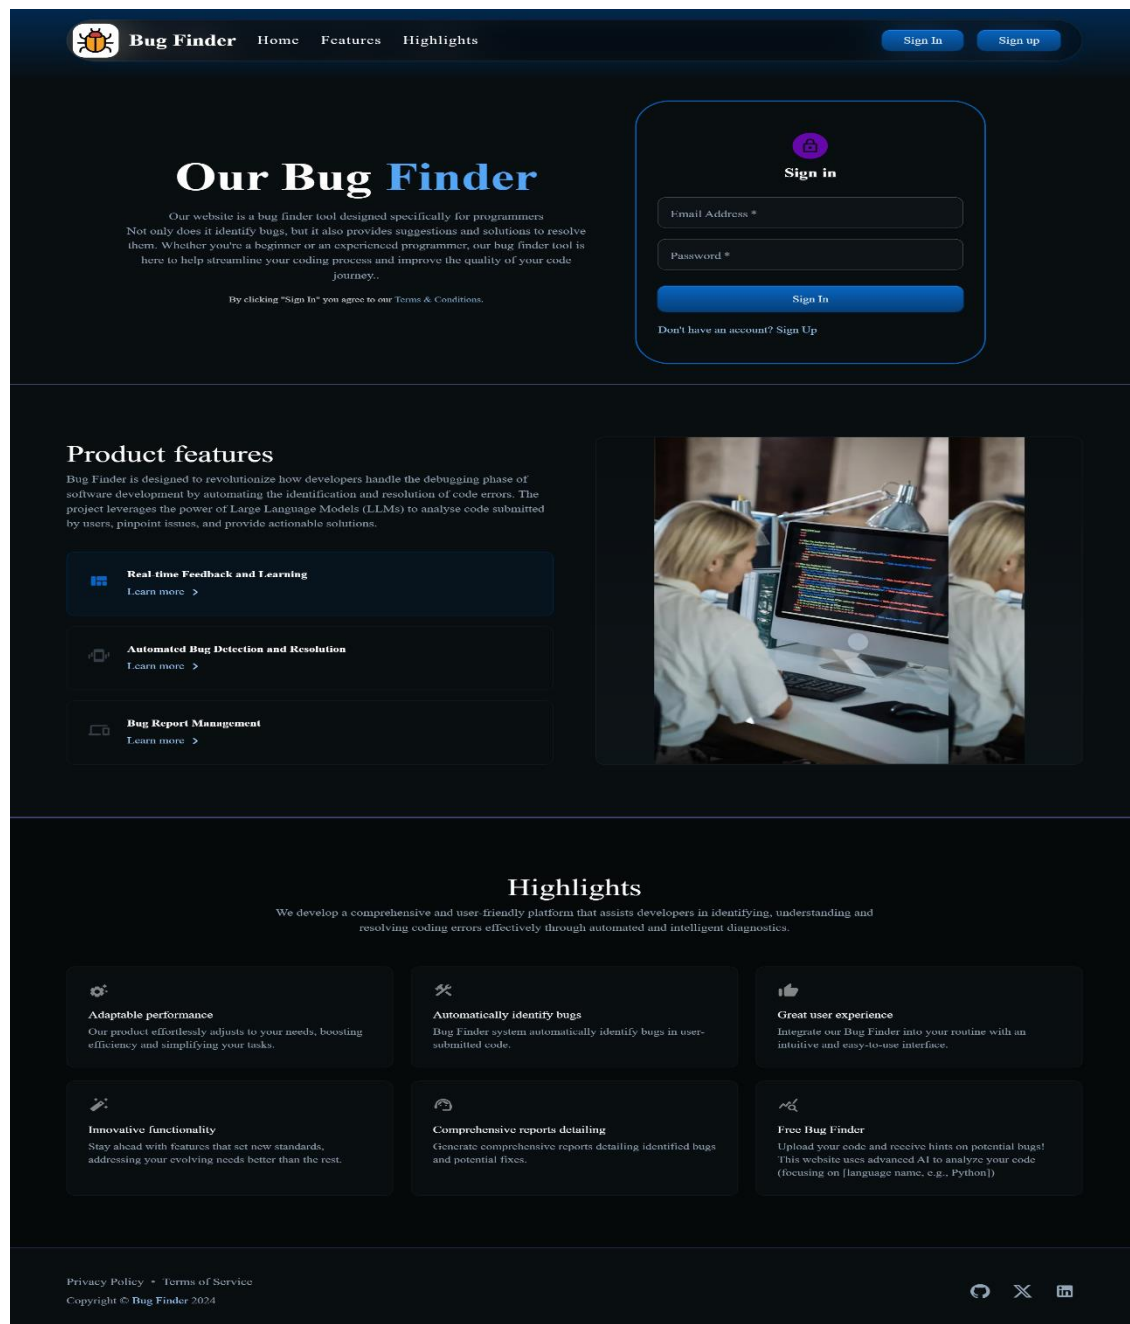 Bug Finder Home Features Highlights Sign In Sign up
Our Bug Finder
Our website is a bug finder tool designed specifically for programmers
Not only does it identify bugs, but it also provides suggestions and solutions to resolve
them. Whether you're a beginner or an experienced programmer, our bug finder tool is
here to help streamline your coding process and improve the quality of your code
journey..
By clicking "Sign In" you agree to our Terms & Conditions.
Sign in
Email Address *
Password *
Sign In
Don't have an account? Sign Up
Product features
Bug Finder is designed to revolutionize how developers handle the debugging phase of
software development by automating the identification and resolution of code errors. The
project leverages the power of Large Language Models (LLMs) to analyse code submitted
by users, pinpoint issues, and provide actionable solutions.
Real-time Feedback and Learning
Learn more >
Automated Bug Detection and Resolution
Learn more >
Bug Report Management
Learn more >
Highlights
We develop a comprehensive and user-friendly platform that assists developers in identifying, understanding and
resolving coding errors effectively through automated and intelligent diagnostics.
Adaptable performance
Our product effortlessly adjusts to your needs, boosting
efficiency and simplifying your tasks.
Automatically identify bugs
Bug Finder system automatically identify bugs in user-
submitted code.
Great user experience
Integrate our Bug Finder into your routine with an
intuitive and easy-to-use interface.
Innovative functionality
Stay ahead with features that set new standards,
addressing your evolving needs better than the rest.
Comprehensive reports detailing
Generate comprehensive reports detailing identified bugs
and potential fixes.
Free Bug Finder
Upload your code and receive hints on potential bugs!
This website uses advanced AI to analyze your code
(focusing on [language name, e.g., Python])
Privacy Policy • Terms of Service
Copyright © Bug Finder 2024